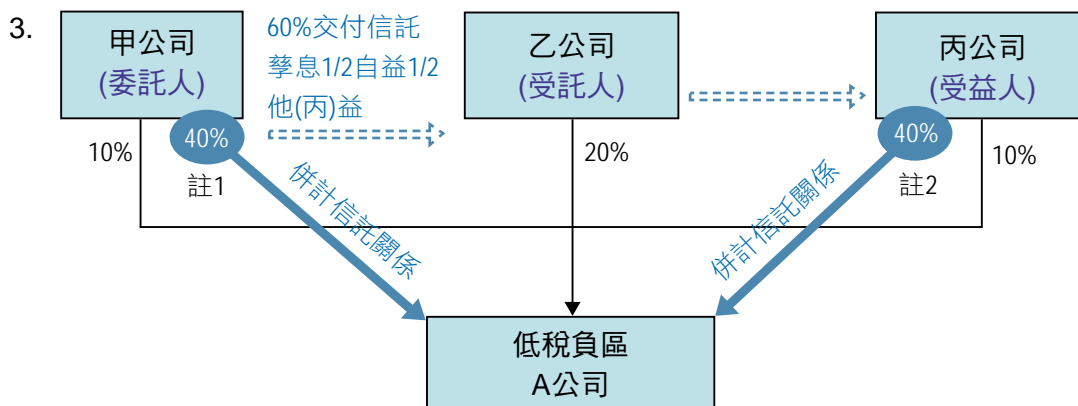 3.
甲公司
(委託人)
60%交付信託
孳息1/2自益1/2
他(丙)益
乙公司
(受託人)
丙公司
(受益人)
10%
40%
註1
20%
40%
註2
10%
併計信託關係
併計信託關係
低稅負區
A公司